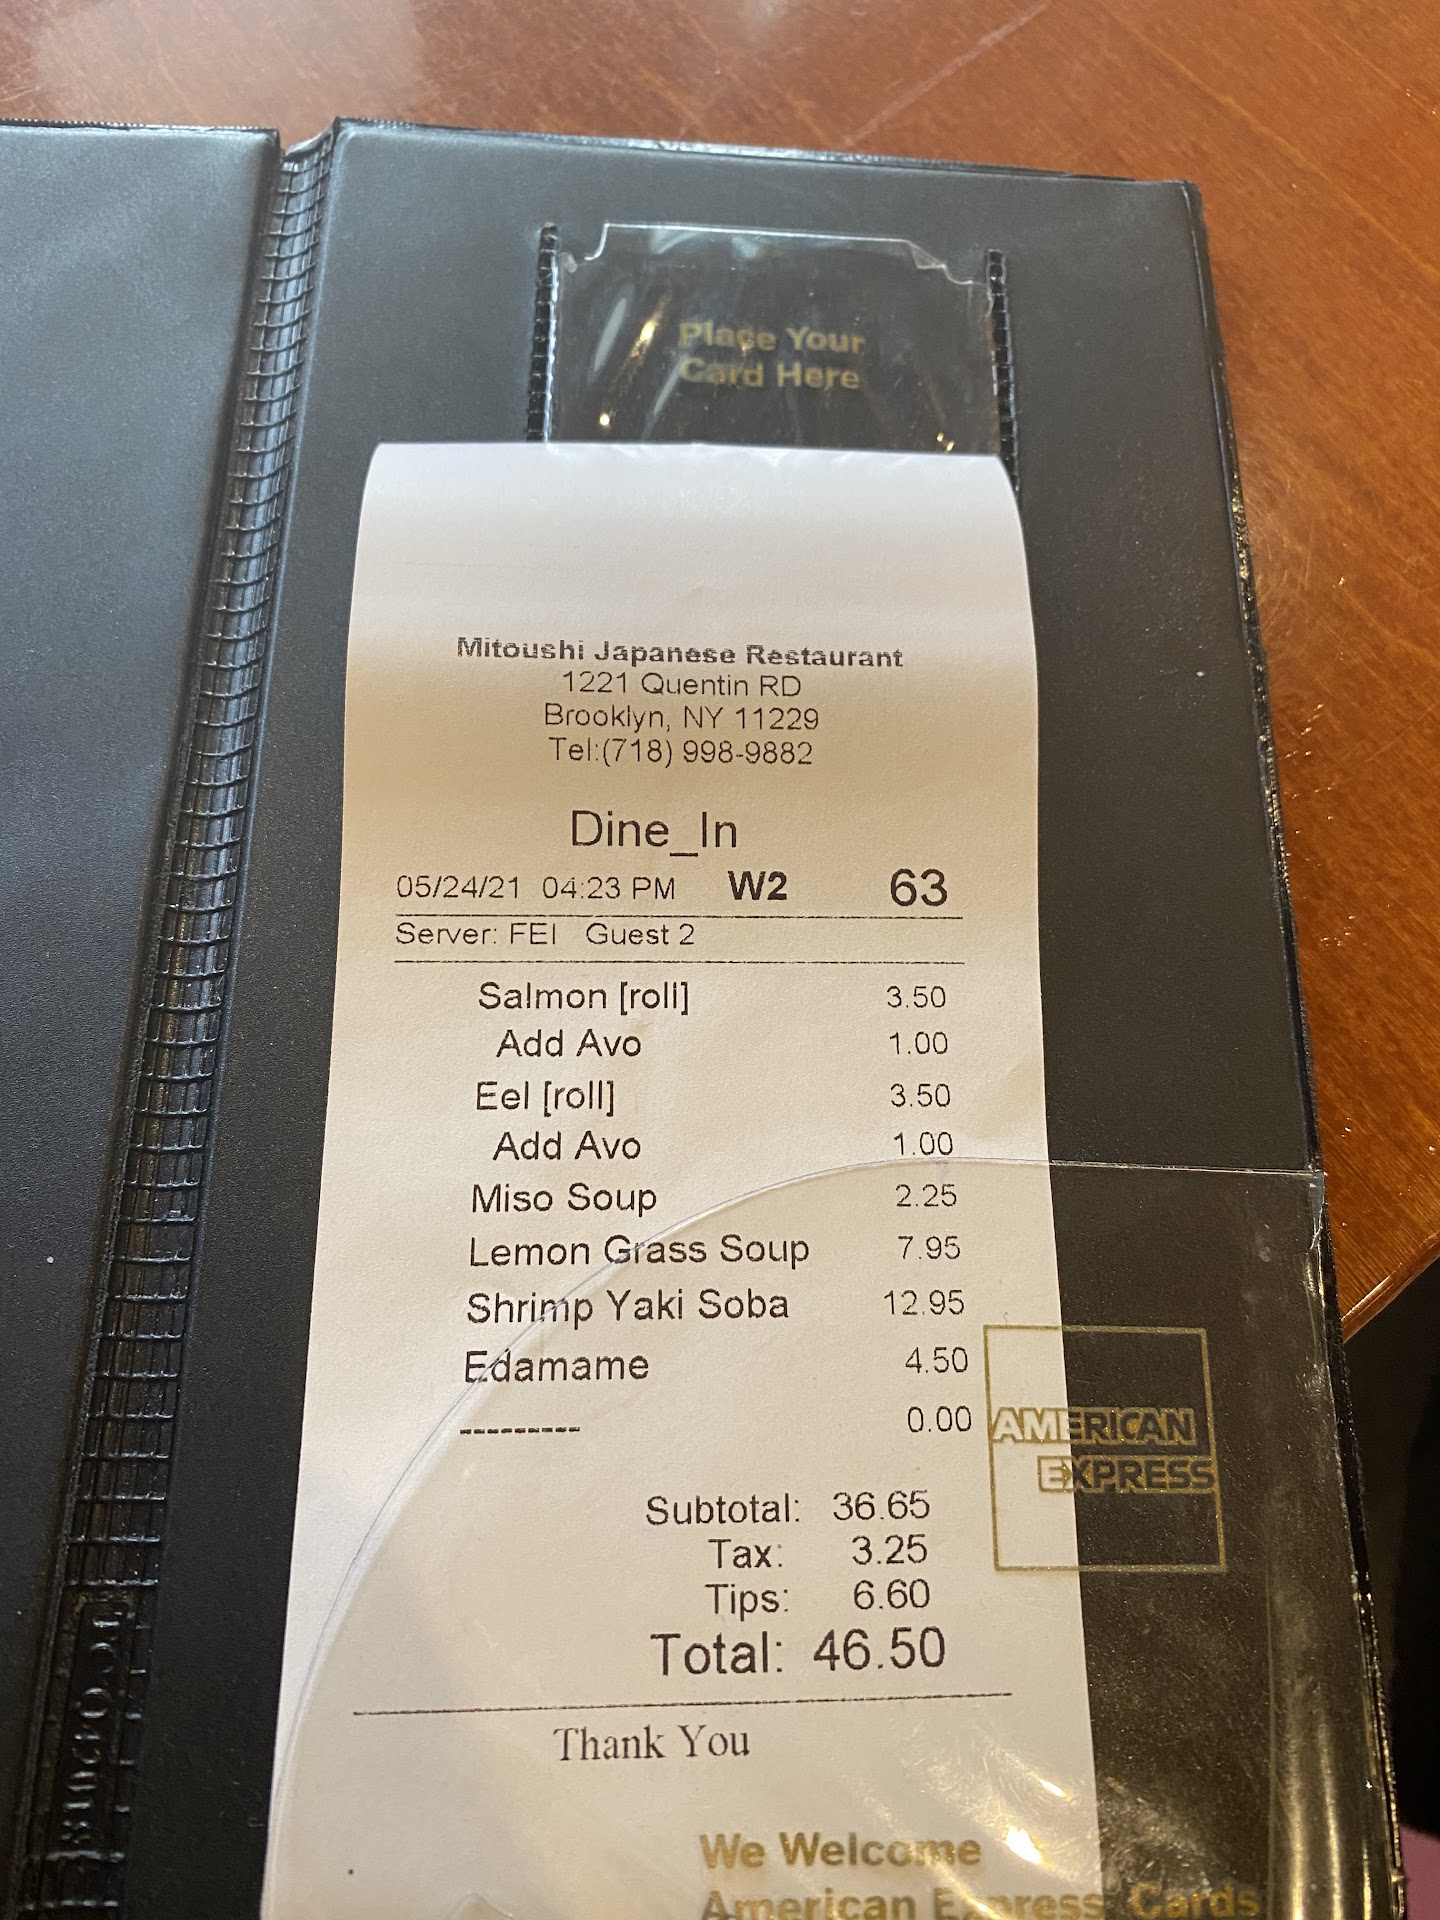 Place Your
Card Here
Mitoushi Japanese Restaurant
1221 Quentin RD
Brooklyn, NY 11229
Tel:(718) 998-9882
Dine_In
05/24/21 04:23 PM W2 63
Server: FEI Guest 2
Salmon [roll] 3.50
Add Avo 1.00
Eel [roll] 3.50
Add Avo 1.00
Miso Soup 2.25
Lemon Grass Soup 7.95
Shrimp Yaki Soba 12.95
Edamame 4.50
--------- 0.00
AMERICAN
EXPRESS
Subtotal: 36.65
Tax: 3.25
Tips: 6.60
Total: 46.50
Thank You
We Welcome
American Express Cards